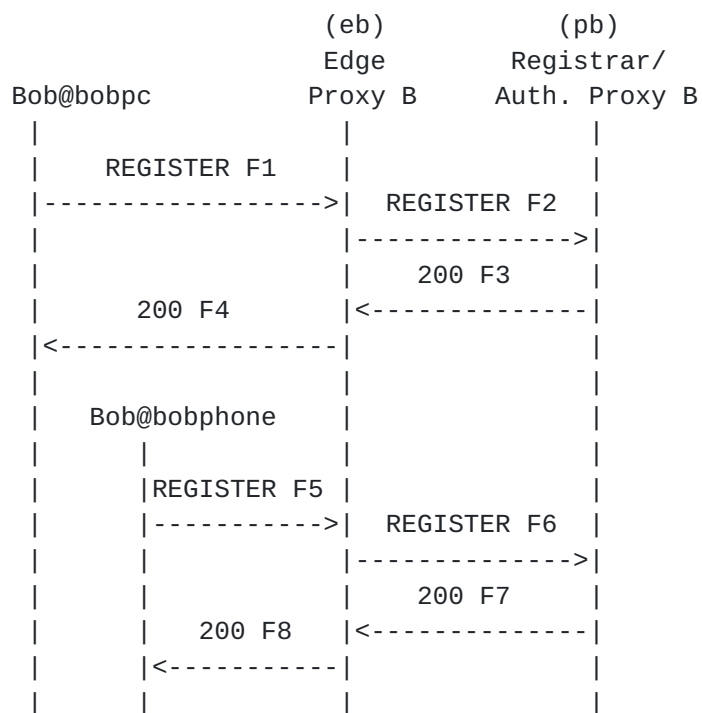 (eb) (pb)
Edge Registrar/
Bob@bobpc Proxy B Auth. Proxy B
REGISTER F1
REGISTER F2
200 F3
200 F4
Bob@bobphone
REGISTER F5
REGISTER F6
200 F7
200 F8